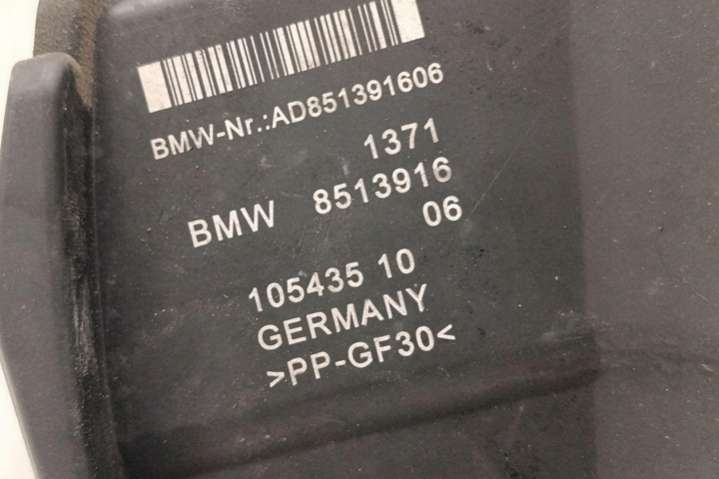 BMW-Nr.:AD851391606
1371
BMW 8513916
06
105435 10
GERMANY
>PP-GF30<